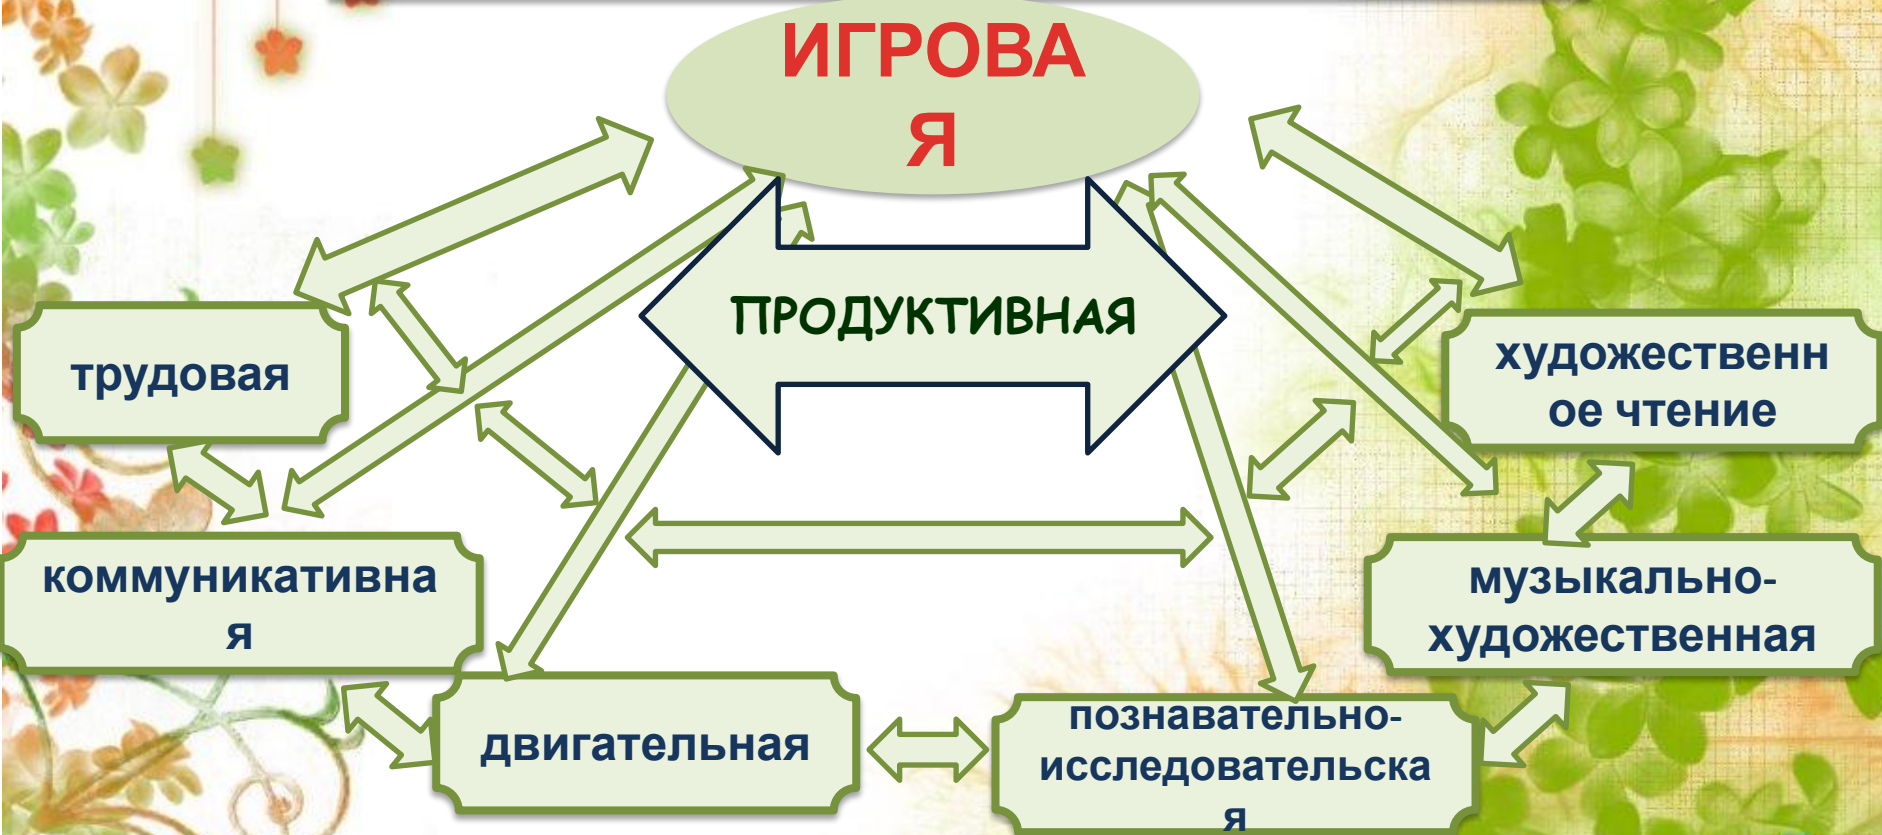 ИГРОВА
Я
ПРОДУКТИВНАЯ
трудовая
художественн
ое чтение
коммуникативна
я
музыкально-
художественная
двигательная
познавательно-
исследовательска
я